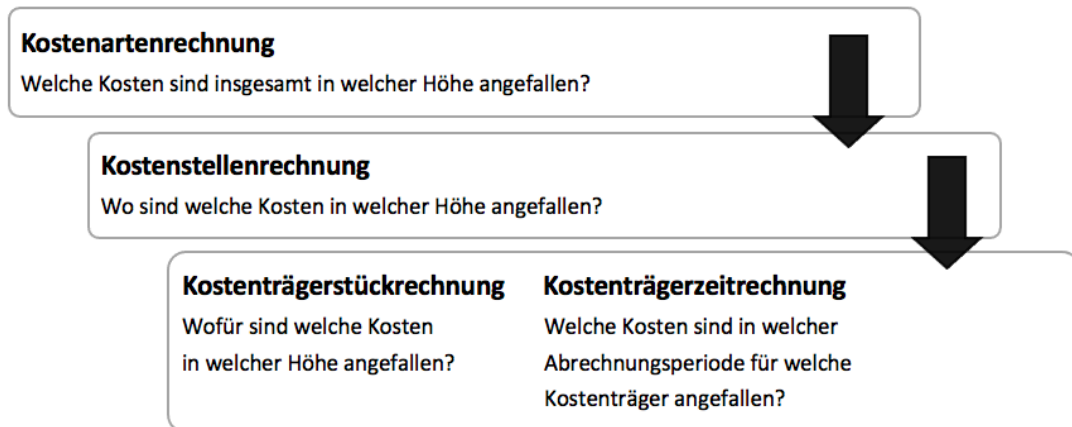 Kostenartenrechnung
Welche Kosten sind insgesamt in welcher Höhe angefallen?
Kostenstellenrechnung
Wo sind welche Kosten in welcher Höhe angefallen?
Kostenträgerstückrechnung
Wofür sind welche Kosten
in welcher Höhe angefallen?
Kostenträgerzeitrechnung
Welche Kosten sind in welcher
Abrechnungsperiode für welche
Kostenträger angefallen?